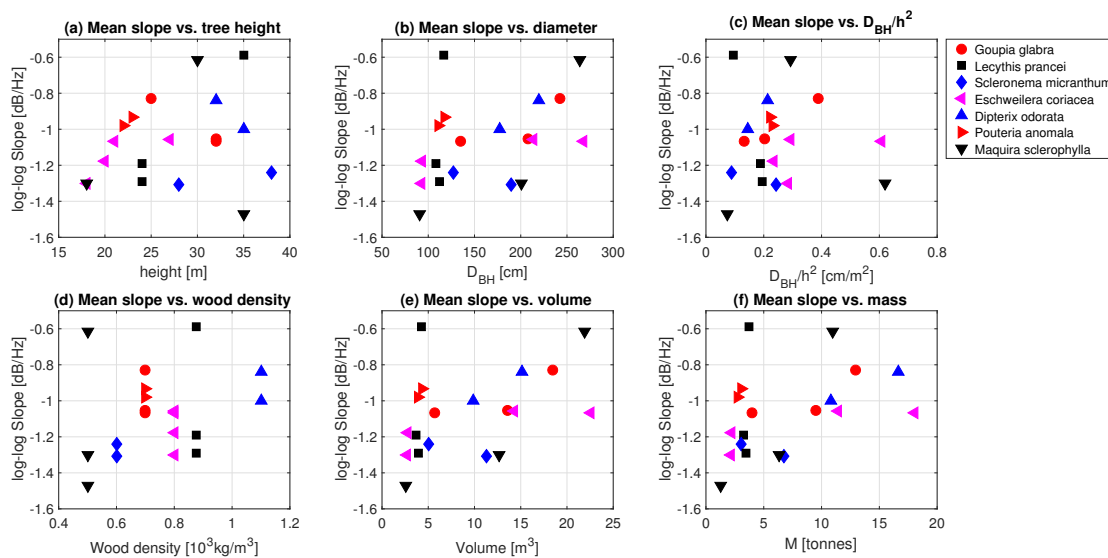 (a) Mean slope vs. tree height
log-log Slope [dB/Hz]
-0.6
-0.8
-1
-1.2
-1.4
-1.6
15 20 25 30 35 40
height [m]
(b) Mean slope vs. diameter
log-log Slope [dB/Hz]
-0.6
-0.8
-1
-1.2
-1.4
-1.6
50 100 150 200 250 300
D_BH [cm]
(c) Mean slope vs. D_BH/h²
log-log Slope [dB/Hz]
-0.6
-0.8
-1
-1.2
-1.4
-1.6
0 0.2 0.4 0.6 0.8
D_BH/h² [cm/m²]
Goupia glabra
Lecythis prancei
Scleronema micranthum
Eschweilera coriacea
Dipterix odorata
Pouteria anomala
Maquira sclerophylla
(d) Mean slope vs. wood density
log-log Slope [dB/Hz]
-0.6
-0.8
-1
-1.2
-1.4
-1.6
0.4 0.6 0.8 1 1.2
Wood density [10³kg/m³]
(e) Mean slope vs. volume
log-log Slope [dB/Hz]
-0.6
-0.8
-1
-1.2
-1.4
-1.6
0 5 10 15 20 25
Volume [m³]
(f) Mean slope vs. mass
log-log Slope [dB/Hz]
-0.6
-0.8
-1
-1.2
-1.4
-1.6
0 5 10 15 20
M [tonnes]